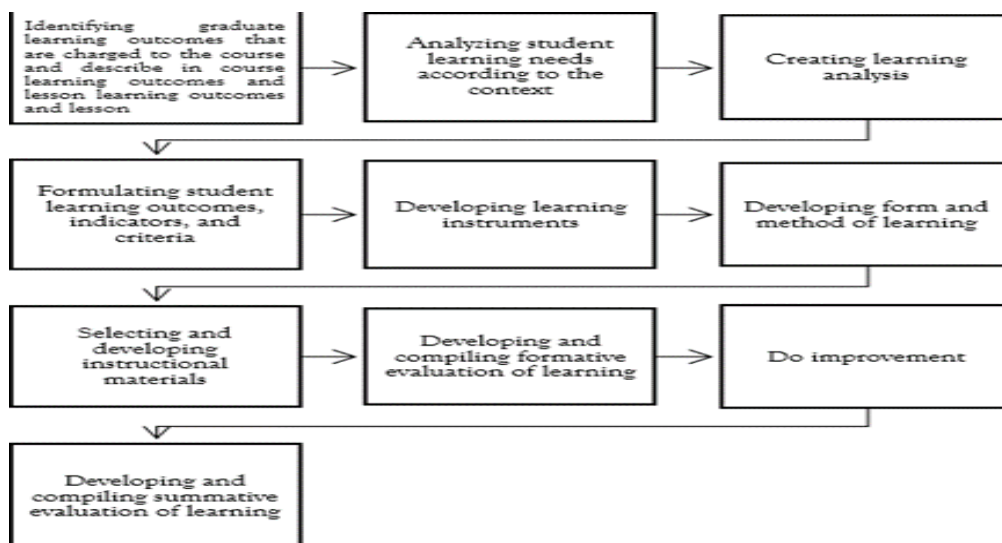 Identifying graduate
learning outcomes that
are charged to the course
and describe in course
learning outcomes and
lesson learning outcomes
and lesson
Analyzing student
learning needs
according to the
context
Creating learning
analysis
Formulating student
learning outcomes,
indicators, and
criteria
Developing learning
instruments
Developing form and
method of learning
Selecting and
developing
instructional
materials
Developing and
compiling formative
evaluation of learning
Do improvement
Developing and
compiling summative
evaluation of learning